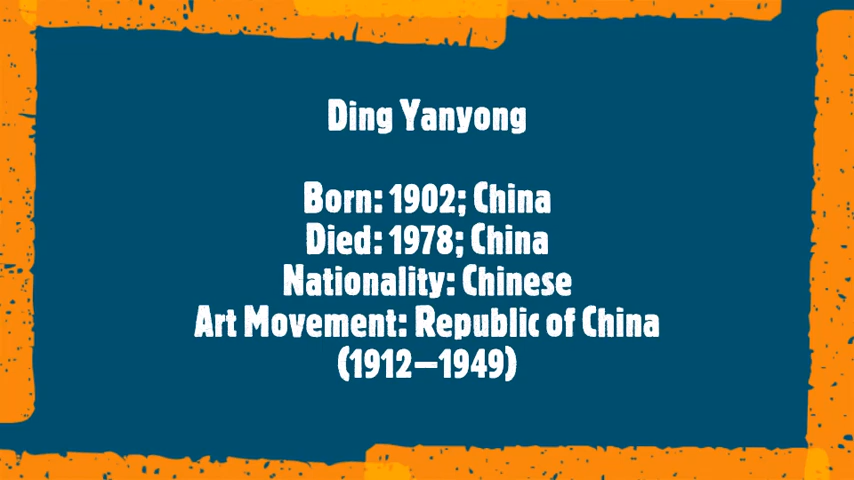 Ding Yanyong
Born: 1902; China
Died: 1978; China
Nationality: Chinese
Art Movement: Republic of China
(1912–1949)